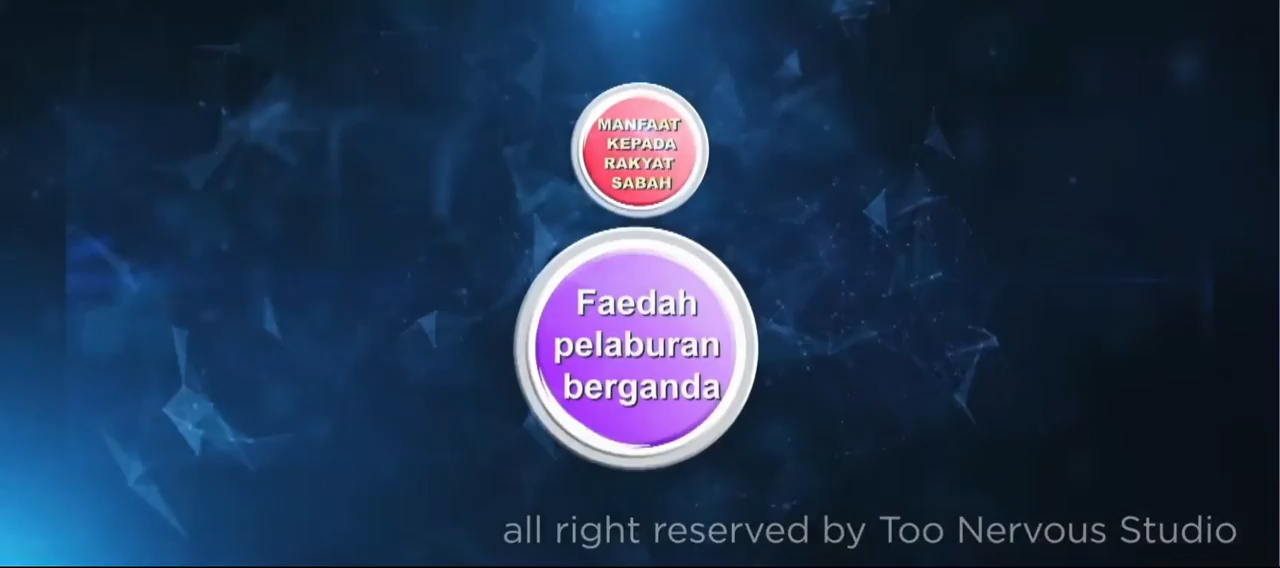 MANFAAT
KEPADA
RAKYAT
SABAH
Faedah
pelaburan
berganda
all right reserved by Too Nervous Studio